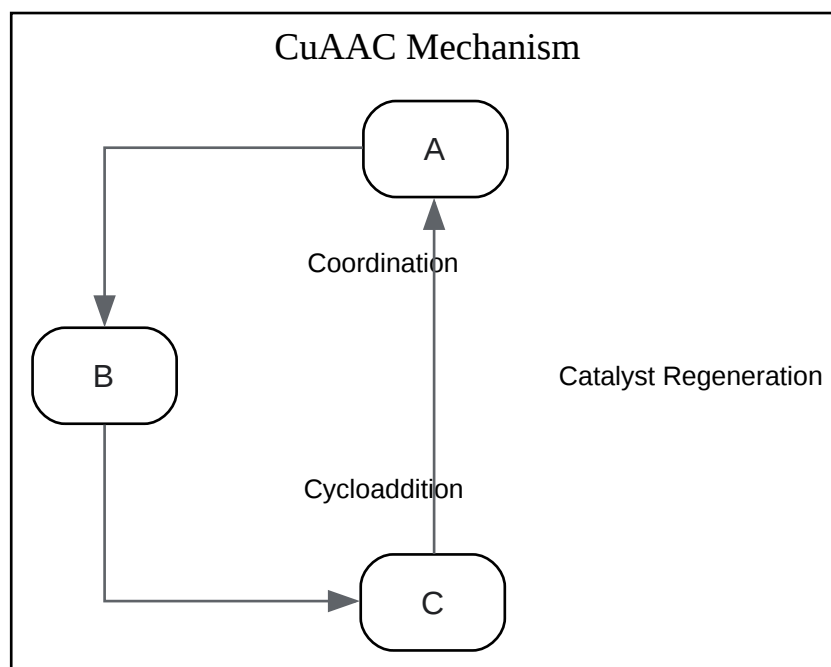 CuAAC Mechanism
A
Coordination
B
Catalyst Regeneration
Cycloaddition
C